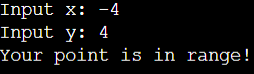 Input x: -4
Input y: 4
Your point is in range!